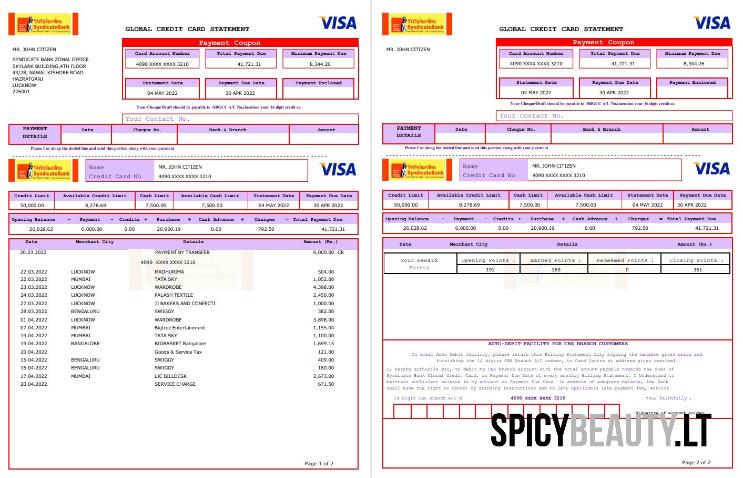 SyndicateBank
GLOBAL CREDIT CARD STATEMENT
VISA
MR. JOHN CITIZEN
SYNDICATE BANK ZONAL OFFICE
SKYLARK BUILDING,4TH FLOOR
43/28, NAWAL KISHORE ROAD
HAZRATGANJ
LUCKNOW
226001
Payment Coupon
Card Account Number Total Payment Due Minimum Payment Due
4090 XXXX XXXX 3210 41,721.31 8,344.26
Statement Date Payment Due Date Payment Enclosed
04 MAY 2022 30 APR 2022
Your Cheque/Draft should be payable to :SBGCC A/C No.(mention your 16-digit credit ca
Your Contact No.
PAYMENT DETAILS Date Cheque No. Bank & Branch Amount
Please Cut along the dotted line and send this portion along with your payment
SyndicateBank
Name MR. JOHN CITIZEN
Credit Card No 4090 XXXX XXXX 3210
VISA
Credit Limit Available Credit Limit Cash Limit Available Cash Limit Statement Date Payment Due Date
50,000.00 8,278.69 7,500.00 7,500.00 04 MAY 2022 30 APR 2022
Opening Balance - Payment - Credits + Purchase + Cash Advance + Charges = Total Payment Due
26,028.62 6,000.00 0.00 20,900.19 0.00 792.50 41,721.31
Date Merchant City Details Amount (Rs.)
20.03.2022 PAYMENT BY TRANSFER 6,000.00 CR
4090 XXXX XXXX 3210
22.03.2022 LUCKNOW MADHURIMA 504.00
22.03.2022 MUMBAI TATA SKY 1,052.00
23.03.2022 LUCKNOW WARDROBE 4,398.00
24.03.2022 LUCKNOW PALASH TEXTILE 2,450.00
27.03.2022 LUCKNOW JJ BAKERS AND CONFECTI 1,000.00
28.03.2022 BENGALURU SWIGGY 382.00
01.04.2022 LUCKNOW WARDROBE 3,898.00
07.04.2022 MUMBAI Bigtree Entertainment 1,155.04
19.04.2022 MUMBAI TATA SKY 1,100.00
19.04.2022 BANGALORE BIGBASKET Bangalore 1,699.15
20.04.2022 Goods & Service Tax 121.00
15.04.2022 BENGALURU SWIGGY 409.00
16.04.2022 BENGALURU SWIGGY 180.00
17.04.2022 MUMBAI LIC BILLDESK 2,673.00
20.04.2022 SERVICE CHARGE 671.50
Page 1 of 2
SyndicateBank
GLOBAL CREDIT CARD STATEMENT
VISA
MR. JOHN CITIZEN
Payment Coupon
Card Account Number Total Payment Due Minimum Payment Due
4090 XXXX XXXX 3210 41,721.31 8,344.26
Statement Date Payment Due Date Payment Enclosed
04 MAY 2022 30 APR 2022
Your Cheque/Draft should be payable to :SBGCC A/C No.(mention your 16-digit credit ca
Your Contact No.
PAYMENT DETAILS Date Cheque No. Bank & Branch Amount
Please Cut along the dotted line and send this portion along with your payment
SyndicateBank
Name MR. JOHN CITIZEN
Credit Card No 4090 XXXX XXXX 3210
VISA
Credit Limit Available Credit Limit Cash Limit Available Cash Limit Statement Date Payment Due Date
50,000.00 8,278.69 7,500.00 7,500.00 04 MAY 2022 30 APR 2022
Opening Balance - Payment - Credits + Purchase + Cash Advance + Charges = Total Payment Due
26,028.62 6,000.00 0.00 20,900.19 0.00 792.50 41,721.31
Date Merchant City Details Amount (Rs.)
Your Reward Points Opening Points : Earned Points : Redeemed Points : Closing Points :
192 169 0 361
AUTO-DEBIT FACILITY FOR CBS BRANCH CUSTOMERS
To avail Auto Debit facility, please return this Billing Statement duly signing the mandate given below and
furnishing the 14 digits CBS Branch A/C number, to Card Centre at address given overleaf.
I, hereby authorize you, to debit my CBS branch account with the total amount payable towards the dues of
Syndicate Bank Global Credit Card, on Payment Due Date of every monthly Billing Statement. I Understand to
maintain sufficient balance in my account on Payment Due Date. In absence of adequate balance, the Bank
shall have the right to cancel my standing instructions and to levy applicable late payment fee, service
14 Digit CBS Branch A/C N 4090 XXXX XXXX 3210 Your faithfully,
Signature of account holder
SPICYBEAUTY.LT
Page 2 of 2